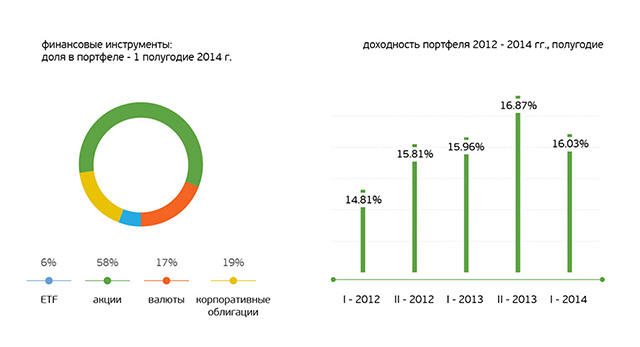 финансовые инструменты:
доля в портфеле - 1 полугодие 2014 г.
6% 58% 17% 19%
ETF акции валюты корпоративные
облигации
доходность портфеля 2012 - 2014 гг., полугодие
14.81%
15.81%
15.96%
16.87%
16.03%
I - 2012 II - 2012 I - 2013 II - 2013 I - 2014